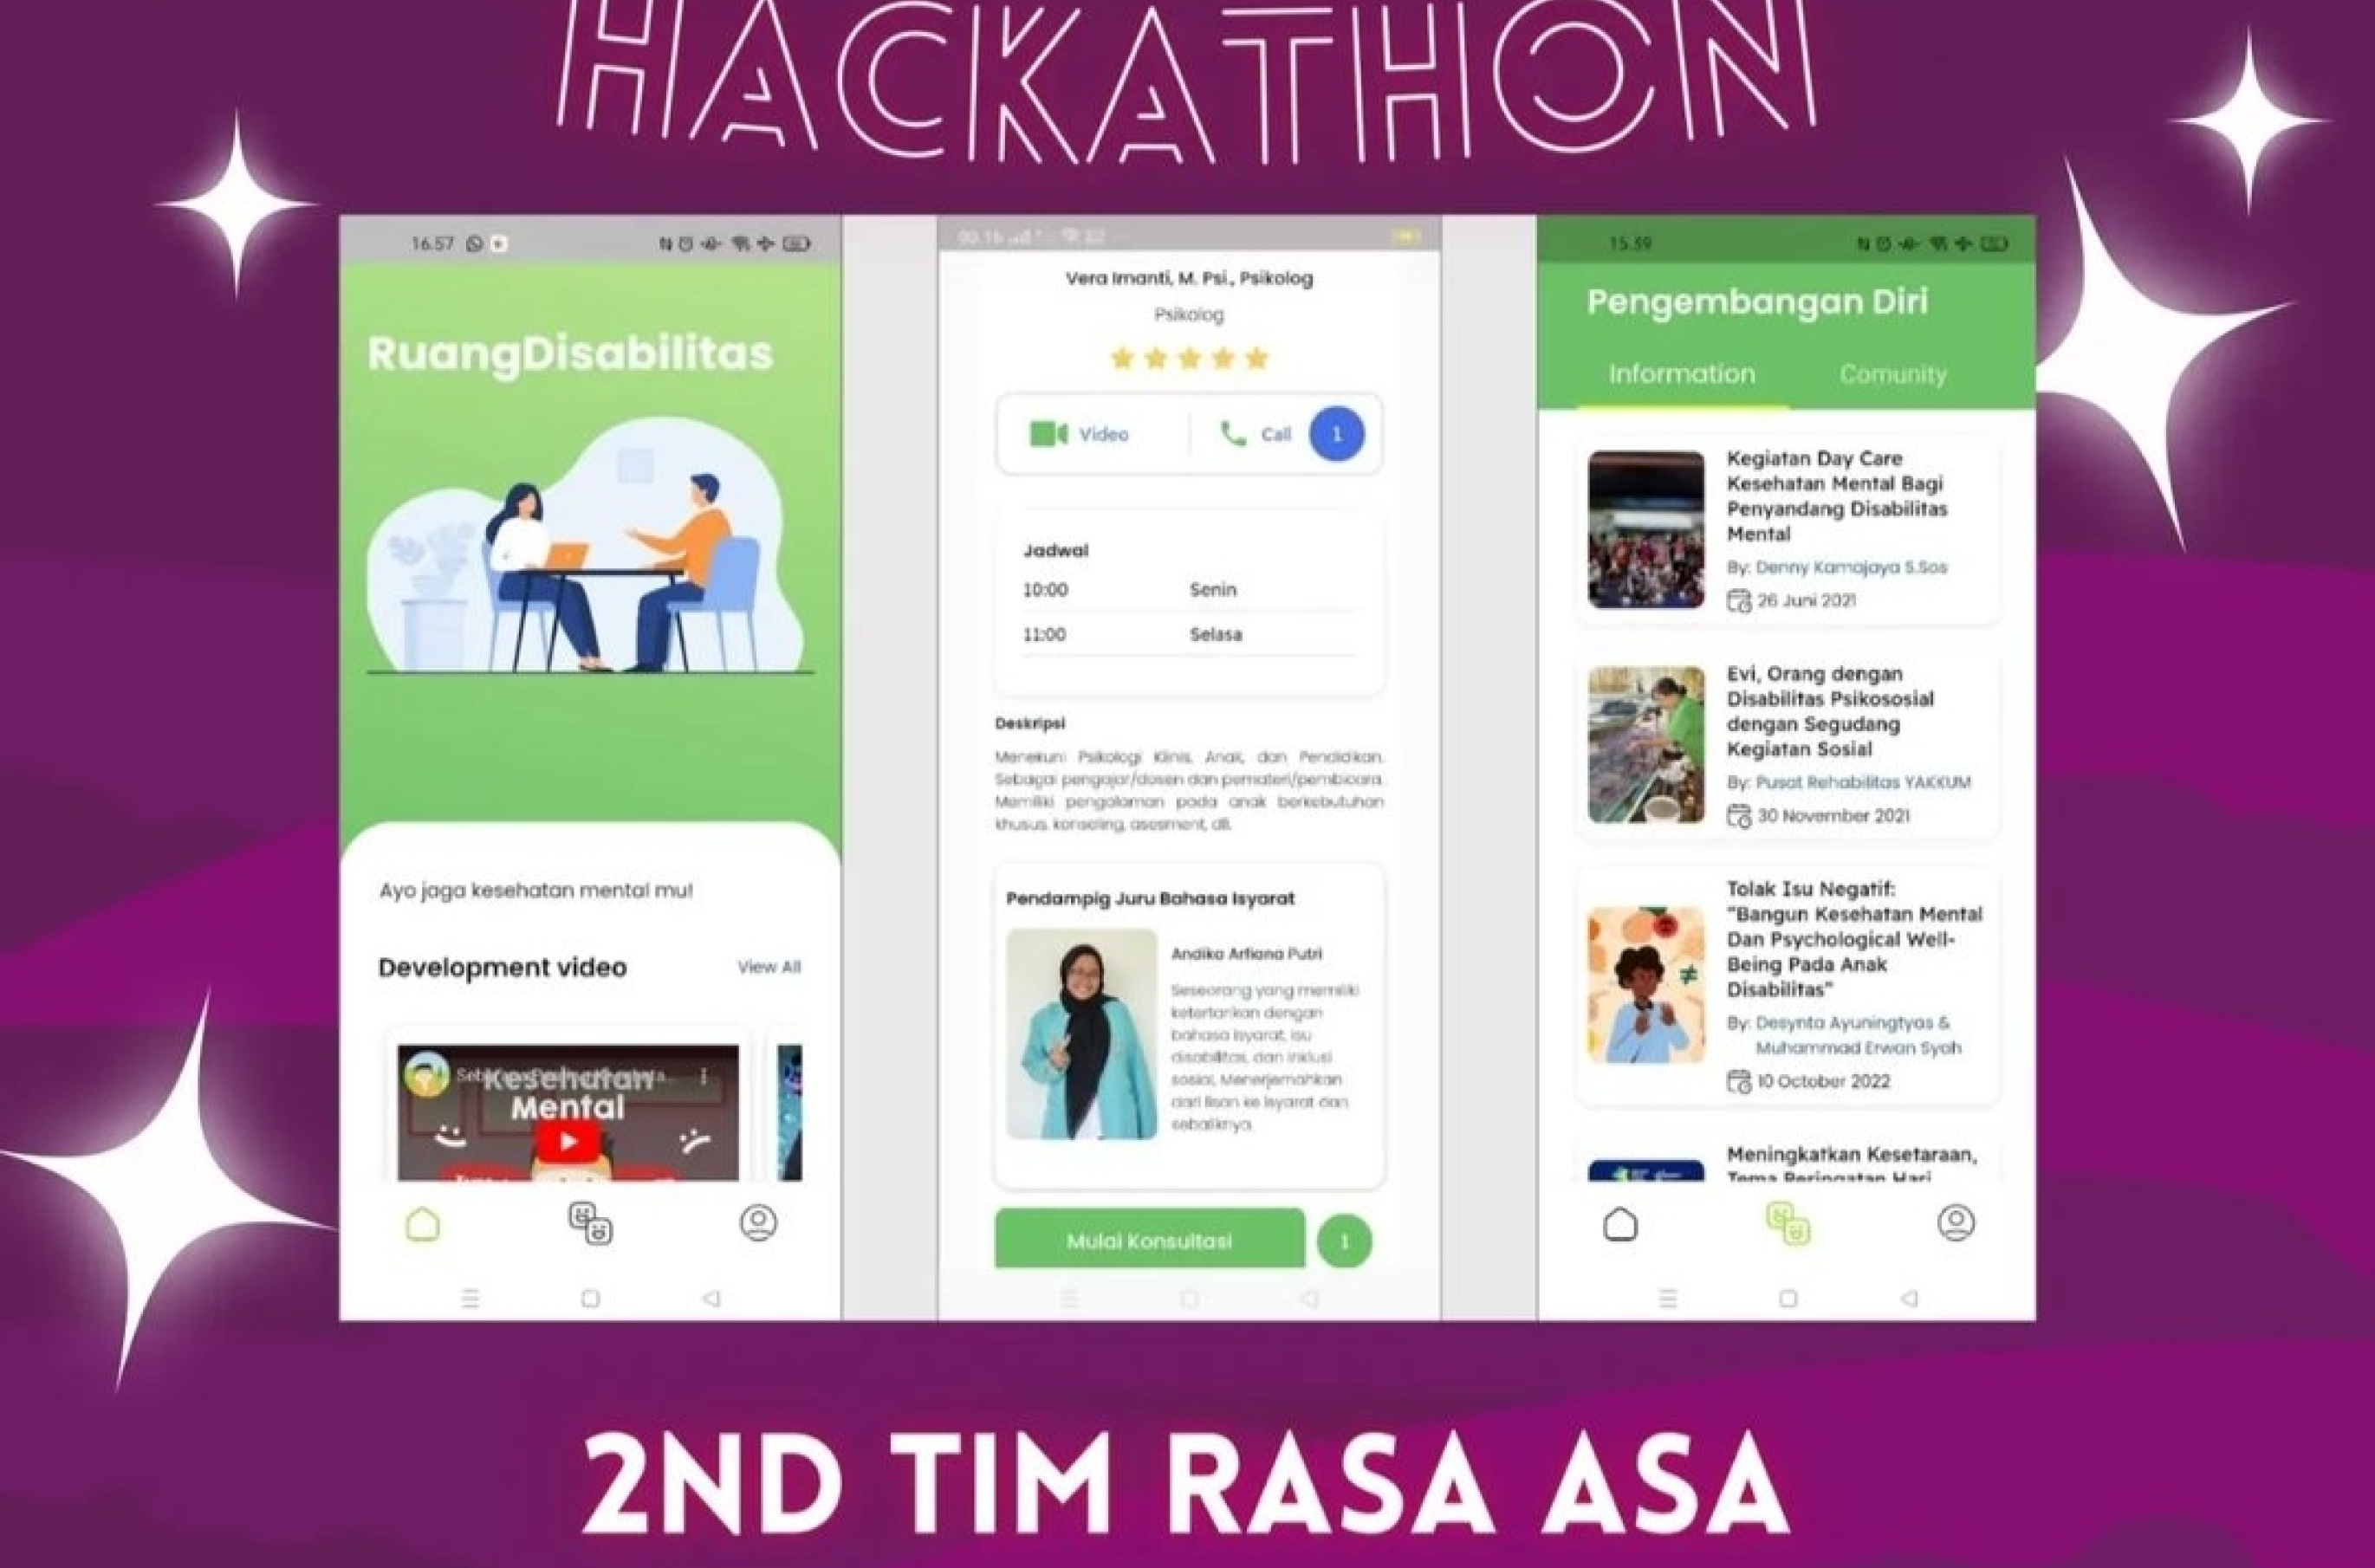 HACKATHON
16.57
RuangDisabilitas
Ayo jaga kesehatan mental mu!
Development video
View All
Kesehatan
Mental
Vera Imanti, M. Psi., Psikolog
Psikolog
Video
Call
1
Jadwal
10:00 Senin
11:00 Selasa
Deskripsi
Menekuni Psikologi Klinis, Anak, dan Pendidikan.
Sebagai pengajar/dosen dan pemateri/pembicara.
Memiliki pengalaman pada anak berkebutuhan
khusus, konseling, asesment, dll.
Pendampig Juru Bahasa Isyarat
Andika Arfiana Putri
Seseorang yang memiliki
ketertarikan dengan
bahasa isyarat, isu
disabilitas, dan inklusi
sosial, Menerjemahkan
dari lisan ke isyarat dan
sebaliknya.
Mulai Konsultasi
1
15.39
Pengembangan Diri
Information
Comunity
Kegiatan Day Care
Kesehatan Mental Bagi
Penyandang Disabilitas
Mental
By: Denny Kamajaya S.Sos
26 Juni 2021
Evi, Orang dengan
Disabilitas Psikososial
dengan Segudang
Kegiatan Sosial
By: Pusat Rehabilitas YAKKUM
30 November 2021
Tolak Isu Negatif:
"Bangun Kesehatan Mental
Dan Psychological Well-
Being Pada Anak
Disabilitas"
By: Desynta Ayuningtyas &
Muhammad Erwan Syah
10 October 2022
Meningkatkan Kesetaraan,
Tema Peringatan Hari
2ND TIM RASA ASA